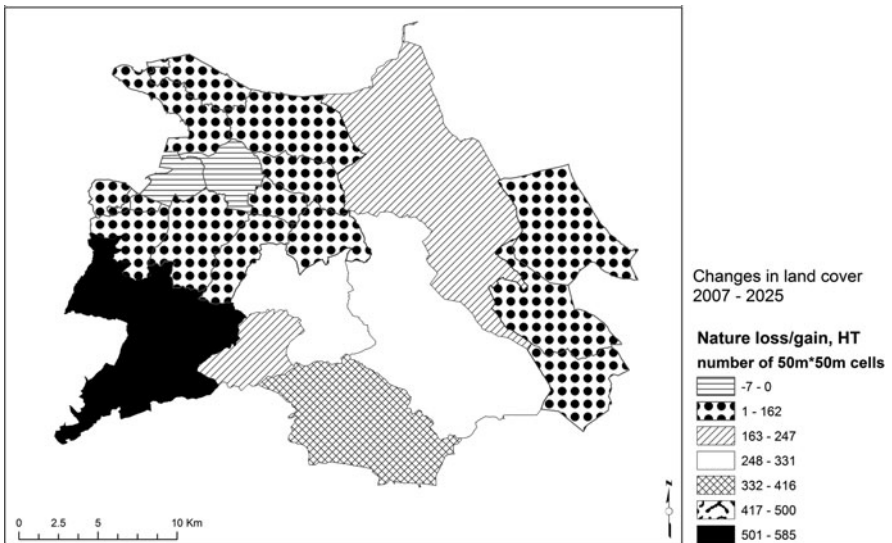 Changes in land cover
2007 - 2025
Nature loss/gain, HT
number of 50m*50m cells
-7 - 0
1 - 162
163 - 247
248 - 331
332 - 416
417 - 500
501 - 585
0 2.5 5 10 Km
N